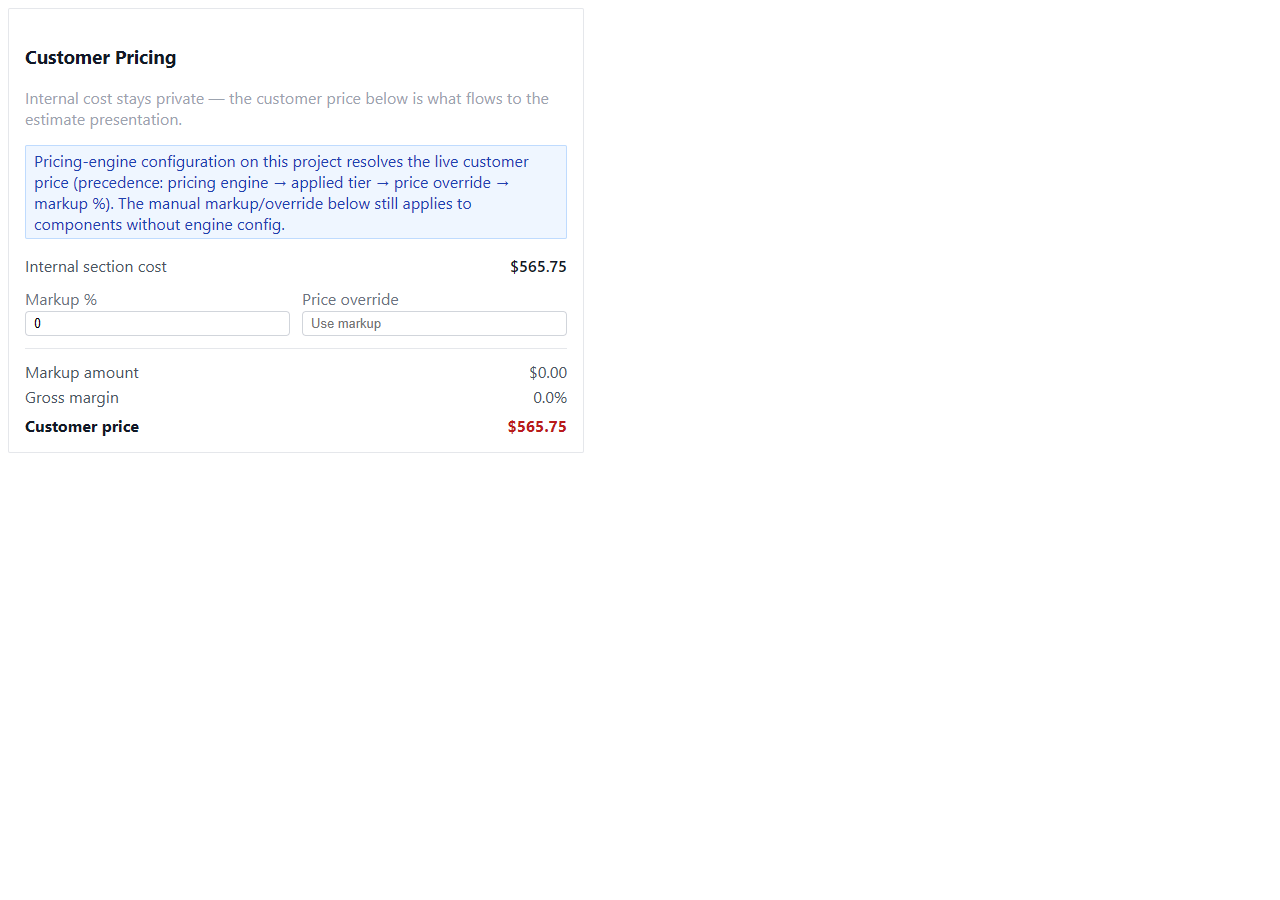 Customer Pricing
Internal cost stays private — the customer price below is what flows to the
estimate presentation.
Pricing-engine configuration on this project resolves the live customer
price (precedence: pricing engine → applied tier → price override →
markup %). The manual markup/override below still applies to
components without engine config.
Internal section cost $565.75
Markup % Price override
0 Use markup
Markup amount $0.00
Gross margin 0.0%
Customer price $565.75